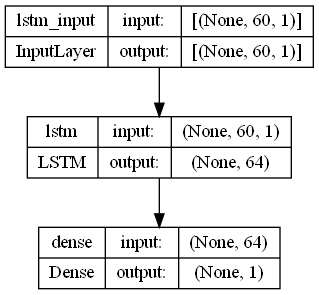 lstm_input input: [(None, 60, 1)]
InputLayer output: [(None, 60, 1)]
lstm input: (None, 60, 1)
LSTM output: (None, 64)
dense input: (None, 64)
Dense output: (None, 1)